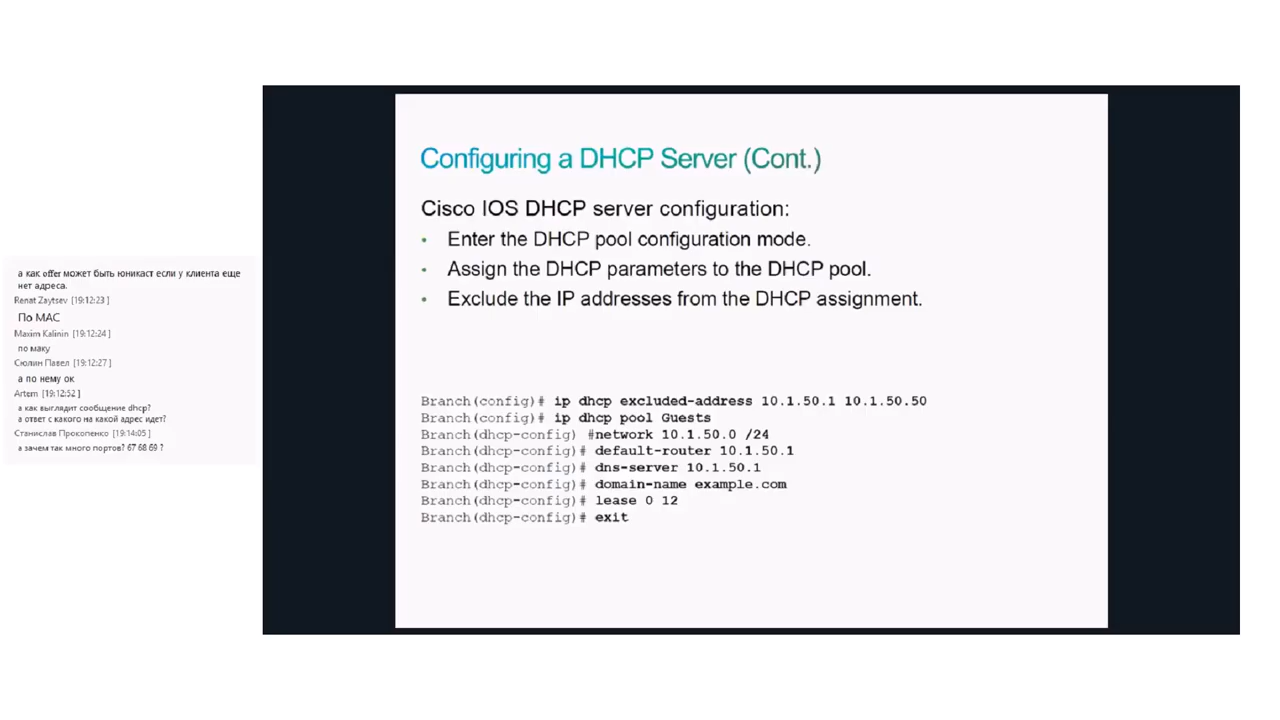 а как offer может быть юникаст если у клиента еще
нет адреса.
Renat Zaytsev [19:12:23 ]
По MAC
Maxim Kalinin [19:12:24 ]
по маку
Сюлин Павел [19:12:27 ]
а по нему ок
Artem [19:12:52 ]
а как выглядит сообщение dhcp?
а ответ с какого на какой адрес идет?
Станислав Прокопенко [19:14:05 ]
а зачем так много портов? 67 68 69 ?
Configuring a DHCP Server (Cont.)
Cisco IOS DHCP server configuration:
• Enter the DHCP pool configuration mode.
• Assign the DHCP parameters to the DHCP pool.
• Exclude the IP addresses from the DHCP assignment.
Branch(config)# ip dhcp excluded-address 10.1.50.1 10.1.50.50
Branch(config)# ip dhcp pool Guests
Branch(dhcp-config) #network 10.1.50.0 /24
Branch(dhcp-config)# default-router 10.1.50.1
Branch(dhcp-config)# dns-server 10.1.50.1
Branch(dhcp-config)# domain-name example.com
Branch(dhcp-config)# lease 0 12
Branch(dhcp-config)# exit